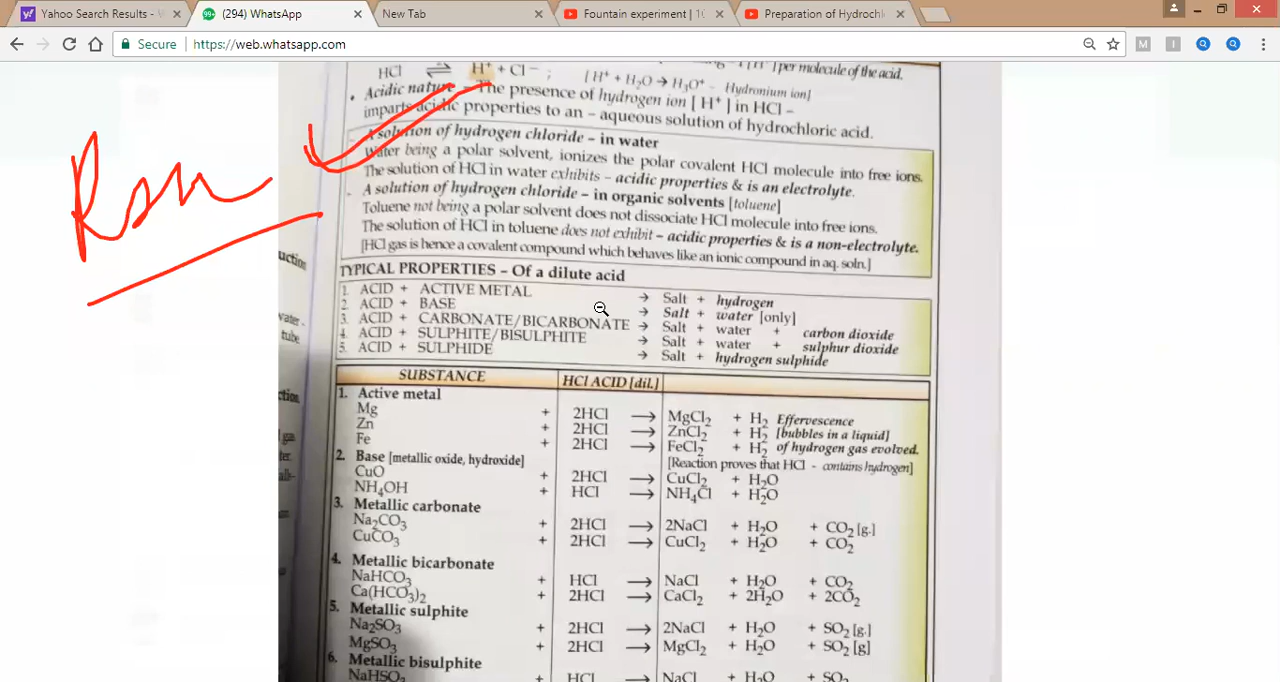 Yahoo Search Results -
(294) WhatsApp
New Tab
Fountain experiment |
Preparation of Hydrochl
Secure
https://web.whatsapp.com
per molecule of the acid.
HCl ⇌ H⁺ + Cl⁻ ; [H⁺ + H₂O → H₃O⁺ - Hydronium ion]
• Acidic nature - The presence of hydrogen ion [H⁺] in HCl -
imparts acidic properties to an - aqueous solution of hydrochloric acid.
- A solution of hydrogen chloride - in water
Water being a polar solvent, ionizes the polar covalent HCl molecule into free ions.
The solution of HCl in water exhibits - acidic properties & is an electrolyte.
- A solution of hydrogen chloride - in organic solvents [toluene]
Toluene not being a polar solvent does not dissociate HCl molecule into free ions.
The solution of HCl in toluene does not exhibit - acidic properties & is a non-electrolyte.
[HCl gas is hence a covalent compound which behaves like an ionic compound in aq. soln.]
TYPICAL PROPERTIES - Of a dilute acid
1. ACID + ACTIVE METAL → Salt + hydrogen
2. ACID + BASE → Salt + water [only]
3. ACID + CARBONATE/BICARBONATE → Salt + water + carbon dioxide
4. ACID + SULPHITE/BISULPHITE → Salt + water + sulphur dioxide
5. ACID + SULPHIDE → Salt + hydrogen sulphide
SUBSTANCE HCl ACID [dil.]
1. Active metal
Mg + 2HCl → MgCl₂ + H₂ Effervescence
Zn + 2HCl → ZnCl₂ + H₂ [bubbles in a liquid]
Fe + 2HCl → FeCl₂ + H₂ of hydrogen gas evolved.
2. Base [metallic oxide, hydroxide] [Reaction proves that HCl - contains hydrogen]
CuO + 2HCl → CuCl₂ + H₂O
NH₄OH + HCl → NH₄Cl + H₂O
3. Metallic carbonate
Na₂CO₃ + 2HCl → 2NaCl + H₂O + CO₂ [g.]
CuCO₃ + 2HCl → CuCl₂ + H₂O + CO₂
4. Metallic bicarbonate
NaHCO₃ + HCl → NaCl + H₂O + CO₂
Ca(HCO₃)₂ + 2HCl → CaCl₂ + 2H₂O + 2CO₂
5. Metallic sulphite
Na₂SO₃ + 2HCl → 2NaCl + H₂O + SO₂ [g.]
MgSO₃ + 2HCl → MgCl₂ + H₂O + SO₂ [g]
6. Metallic bisulphite
NaHSO₃ + HCl → NaCl + H₂O + SO₂